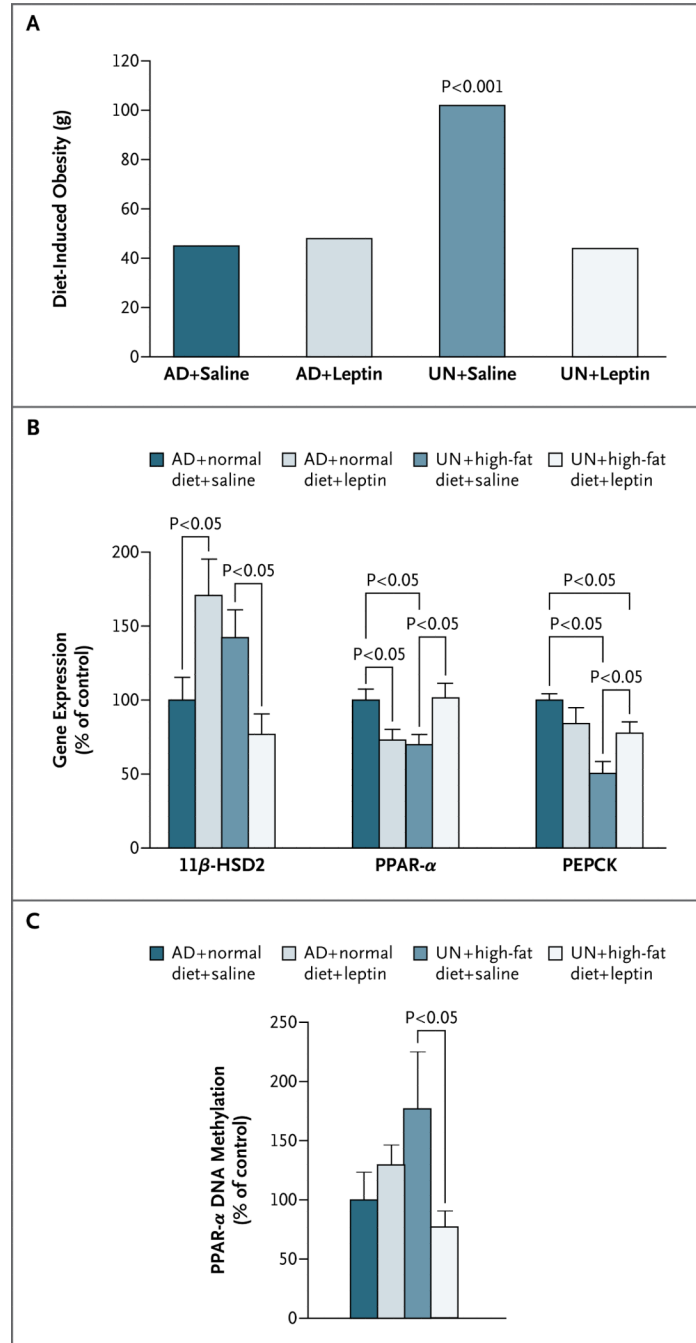 A
Diet-Induced Obesity (g)
120
100
80
60
40
20
0
P<0.001
AD+Saline
AD+Leptin
UN+Saline
UN+Leptin
B
AD+normal
diet+saline
AD+normal
diet+leptin
UN+high-fat
diet+saline
UN+high-fat
diet+leptin
Gene Expression
(% of control)
200
150
100
50
0
P<0.05
P<0.05
P<0.05
P<0.05
P<0.05
P<0.05
P<0.05
P<0.05
11β-HSD2
PPAR-α
PEPCK
C
AD+normal
diet+saline
AD+normal
diet+leptin
UN+high-fat
diet+saline
UN+high-fat
diet+leptin
PPAR-α DNA Methylation
(% of control)
250
200
150
100
50
0
P<0.05